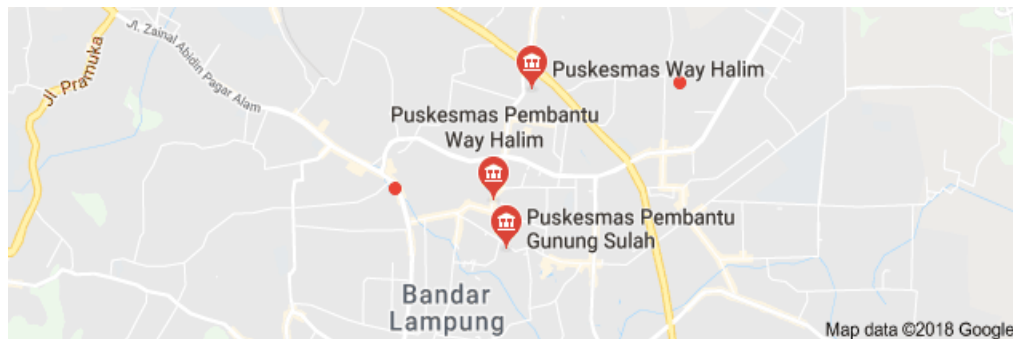 Jl. Zainal Abidin Pagar Alam
Jl. Pramuka
Puskesmas Way Halim
Puskesmas Pembantu
Way Halim
Puskesmas Pembantu
Gunung Sulah
Bandar
Lampung
Map data ©2018 Google